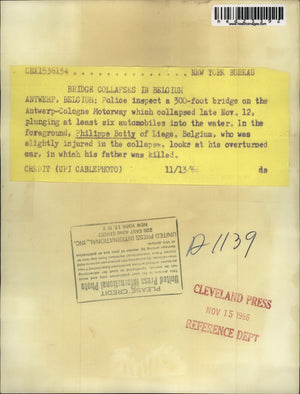 CHX1536154 NEW YORK BUREAU
BRIDGE COLLAPSES IN BELGIUM
ANTWERP, BELGIUM: Police inspect a 300-foot bridge on the
Antwerp-Cologne Motorway which collapsed late Nov. 12,
plunging at least six automobiles into the water. In the
foreground, Philippe Botty of Liege, Belgium, who was
slightly injured in the collapse, looks at his overturned
car, in which his father was killed.
CREDIT (UPI CABLEPHOTO) 11/13/ ds
A1139
PLEASE CREDIT
United Press International Photo
UNITED PRESS INTERNATIONAL, INC.
220 EAST 42ND STREET
NEW YORK, N. Y.
CLEVELAND PRESS
NOV 15 1966
REFERENCE DEPT